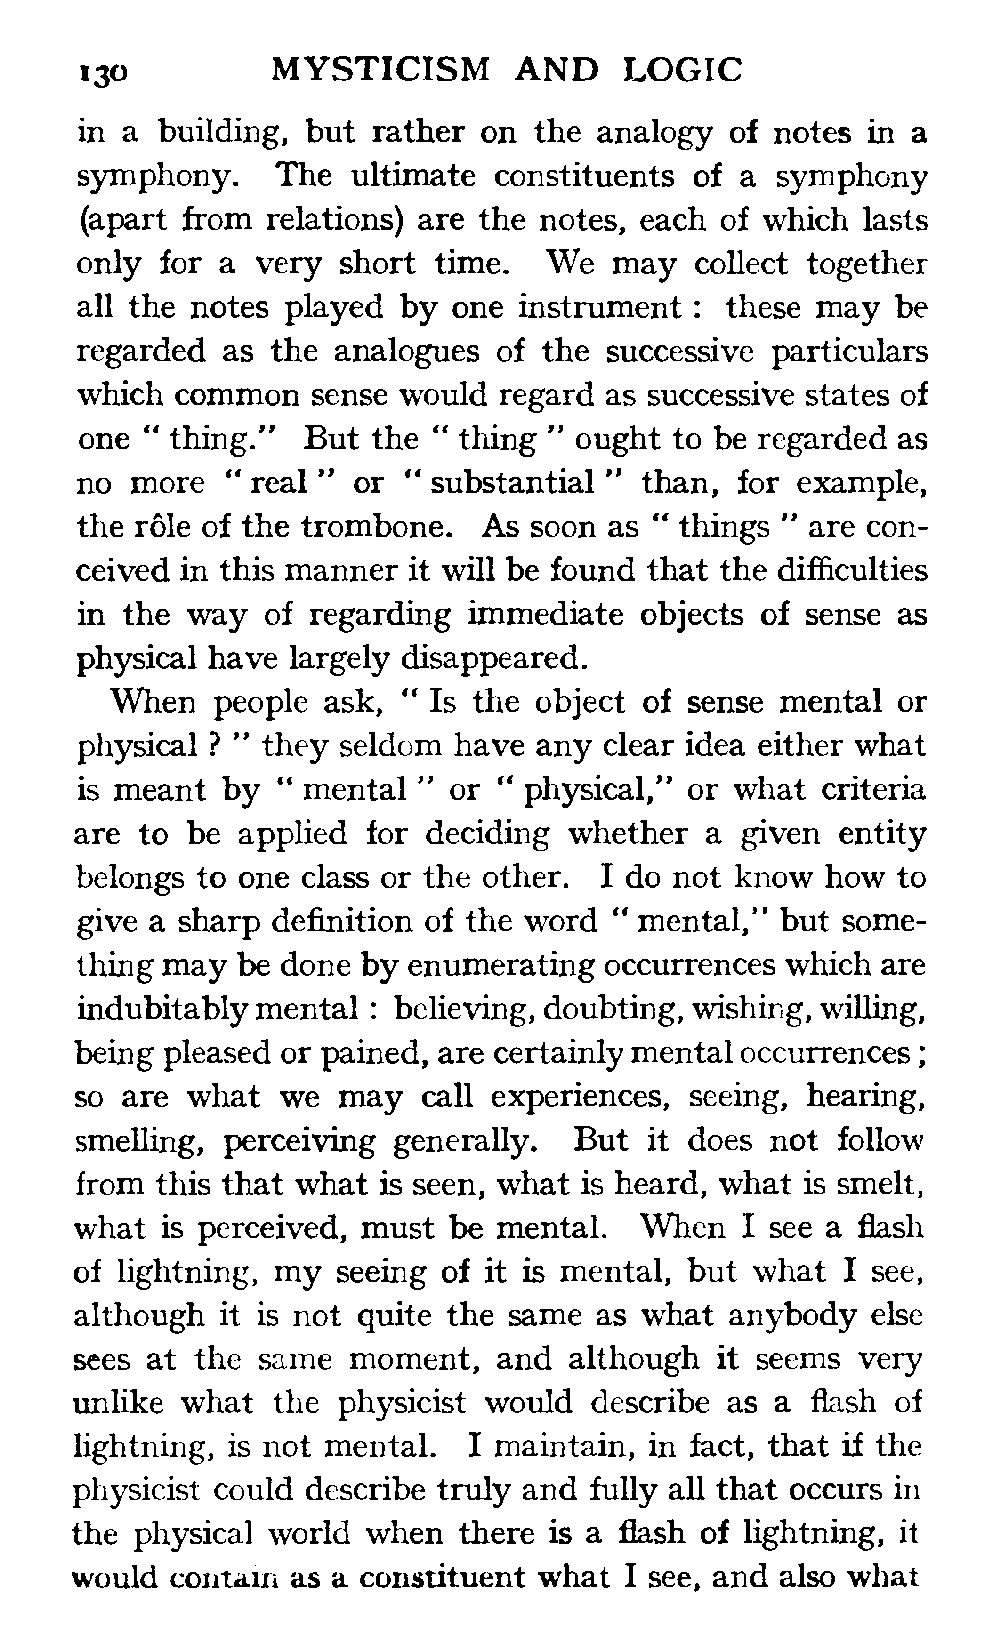 130 MYSTICISM AND LOGIC
in a building, but rather on the analogy of notes in a
symphony. The ultimate constituents of a symphony
(apart from relations) are the notes, each of which lasts
only for a very short time. We may collect together
all the notes played by one instrument : these may be
regarded as the analogues of the successive particulars
which common sense would regard as successive states of
one “ thing.” But the “ thing ” ought to be regarded as
no more “ real ” or “ substantial ” than, for example,
the rôle of the trombone. As soon as “ things ” are con-
ceived in this manner it will be found that the difficulties
in the way of regarding immediate objects of sense as
physical have largely disappeared.
When people ask, “ Is the object of sense mental or
physical ? ” they seldom have any clear idea either what
is meant by “ mental ” or “ physical,” or what criteria
are to be applied for deciding whether a given entity
belongs to one class or the other. I do not know how to
give a sharp definition of the word “ mental,” but some-
thing may be done by enumerating occurrences which are
indubitably mental : believing, doubting, wishing, willing,
being pleased or pained, are certainly mental occurrences ;
so are what we may call experiences, seeing, hearing,
smelling, perceiving generally. But it does not follow
from this that what is seen, what is heard, what is smelt,
what is perceived, must be mental. When I see a flash
of lightning, my seeing of it is mental, but what I see,
although it is not quite the same as what anybody else
sees at the same moment, and although it seems very
unlike what the physicist would describe as a flash of
lightning, is not mental. I maintain, in fact, that if the
physicist could describe truly and fully all that occurs in
the physical world when there is a flash of lightning, it
would contain as a constituent what I see, and also what